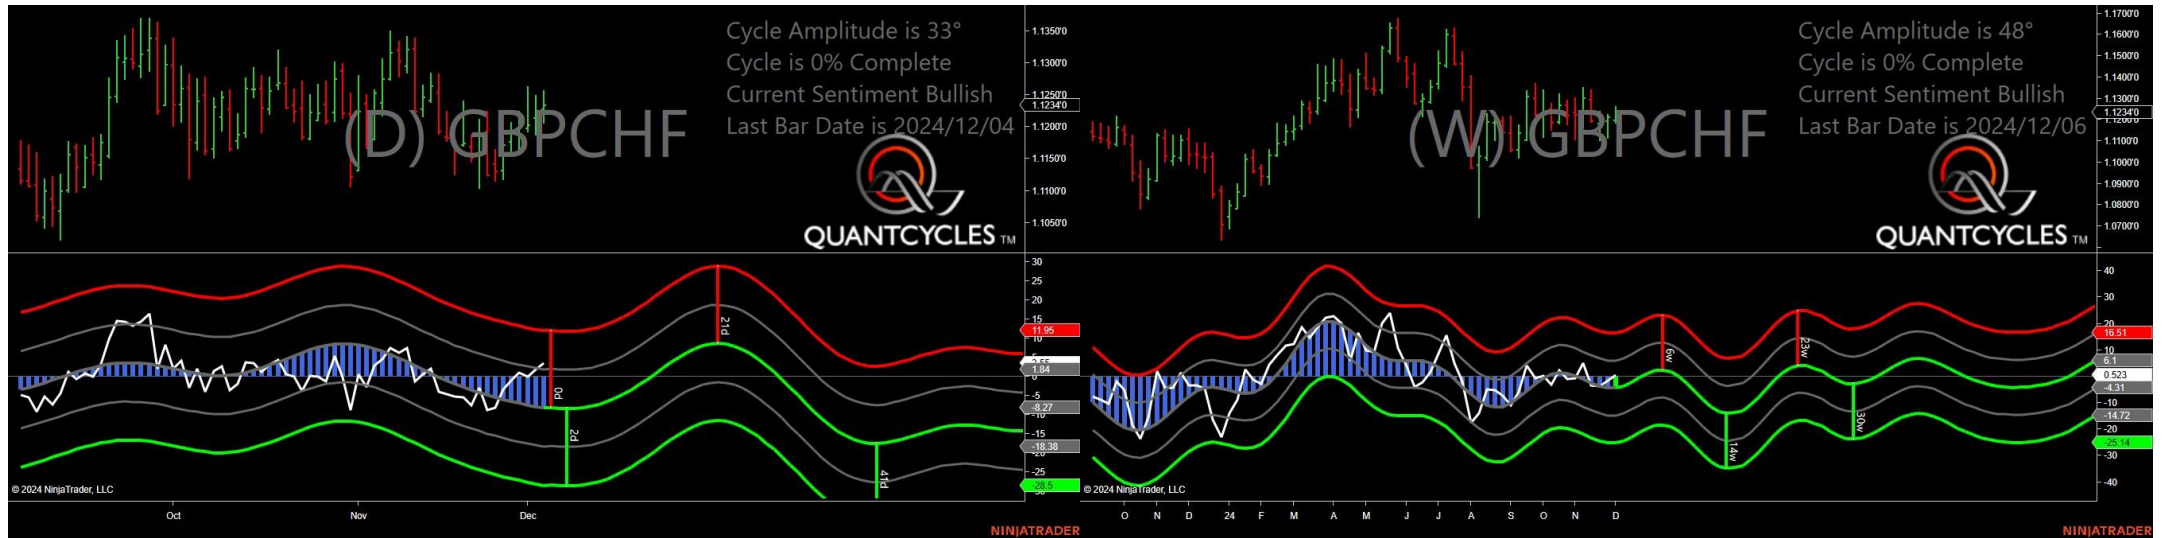 Cycle Amplitude is 33°
Cycle is 0% Complete
Current Sentiment Bullish
Last Bar Date is 2024/12/04
(D) GBPCHF
QUANTCYCLES TM
1.1350'0
1.1300'0
1.1250'0
1.1234'0
1.1200'0
1.1150'0
1.1100'0
1.1050'0
30
25
20
15
11.95
10
1.84
-5
-8.27
-10
-15
-18.38
-20
-25
-28.5
0d
2d
21d
41d
© 2024 NinjaTrader, LLC
Oct
Nov
Dec
NINJATRADER
Cycle Amplitude is 48°
Cycle is 0% Complete
Current Sentiment Bullish
Last Bar Date is 2024/12/06
(W) GBPCHF
QUANTCYCLES TM
1.1700'0
1.1600'0
1.1500'0
1.1400'0
1.1300'0
1.1234'0
1.1100'0
1.1000'0
1.0900'0
1.0800'0
1.0700'0
40
30
20
16.51
10
6.1
0.523
-4.31
-10
-14.72
-20
-25.14
-30
-40
6w
14w
23w
30w
© 2024 NinjaTrader, LLC
O
N
D
24
F
M
A
M
J
J
A
S
O
N
D
NINJATRADER